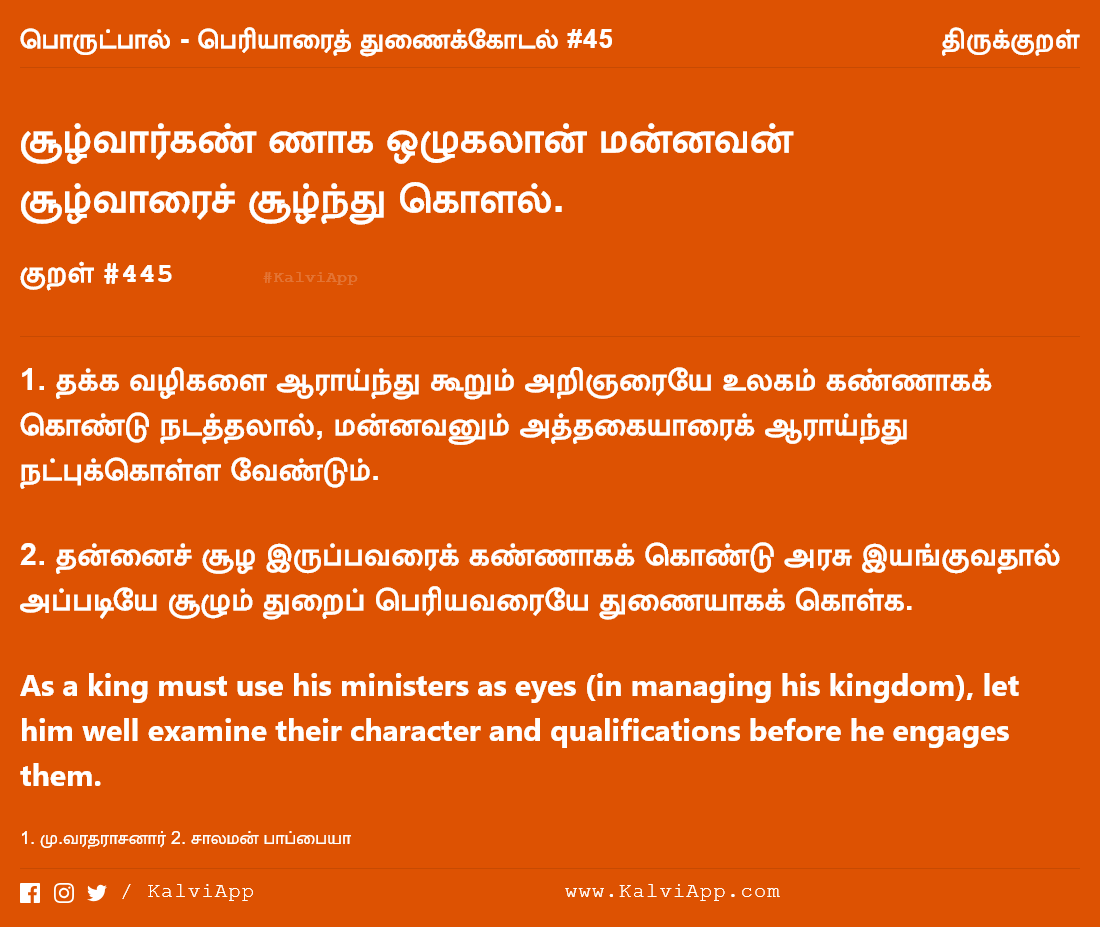 பொருட்பால் - பெரியாரைத் துணைக்கோடல் #45 திருக்குறள்
சூழ்வார்கண் ணாக ஒழுகலான் மன்னவன்
சூழ்வாரைச் சூழ்ந்து கொளல்.
குறள் #445 #KalviApp
1. தக்க வழிகளை ஆராய்ந்து கூறும் அறிஞரையே உலகம் கண்ணாகக்
கொண்டு நடத்தலால், மன்னவனும் அத்தகையாரைக் ஆராய்ந்து
நட்புக்கொள்ள வேண்டும்.
2. தன்னைச் சூழ இருப்பவரைக் கண்ணாகக் கொண்டு அரசு இயங்குவதால்
அப்படியே சூழும் துறைப் பெரியவரையே துணையாகக் கொள்க.
As a king must use his ministers as eyes (in managing his kingdom), let
him well examine their character and qualifications before he engages
them.
1. மு.வரதராசனார் 2. சாலமன் பாப்பையா
/ KalviApp www.KalviApp.com